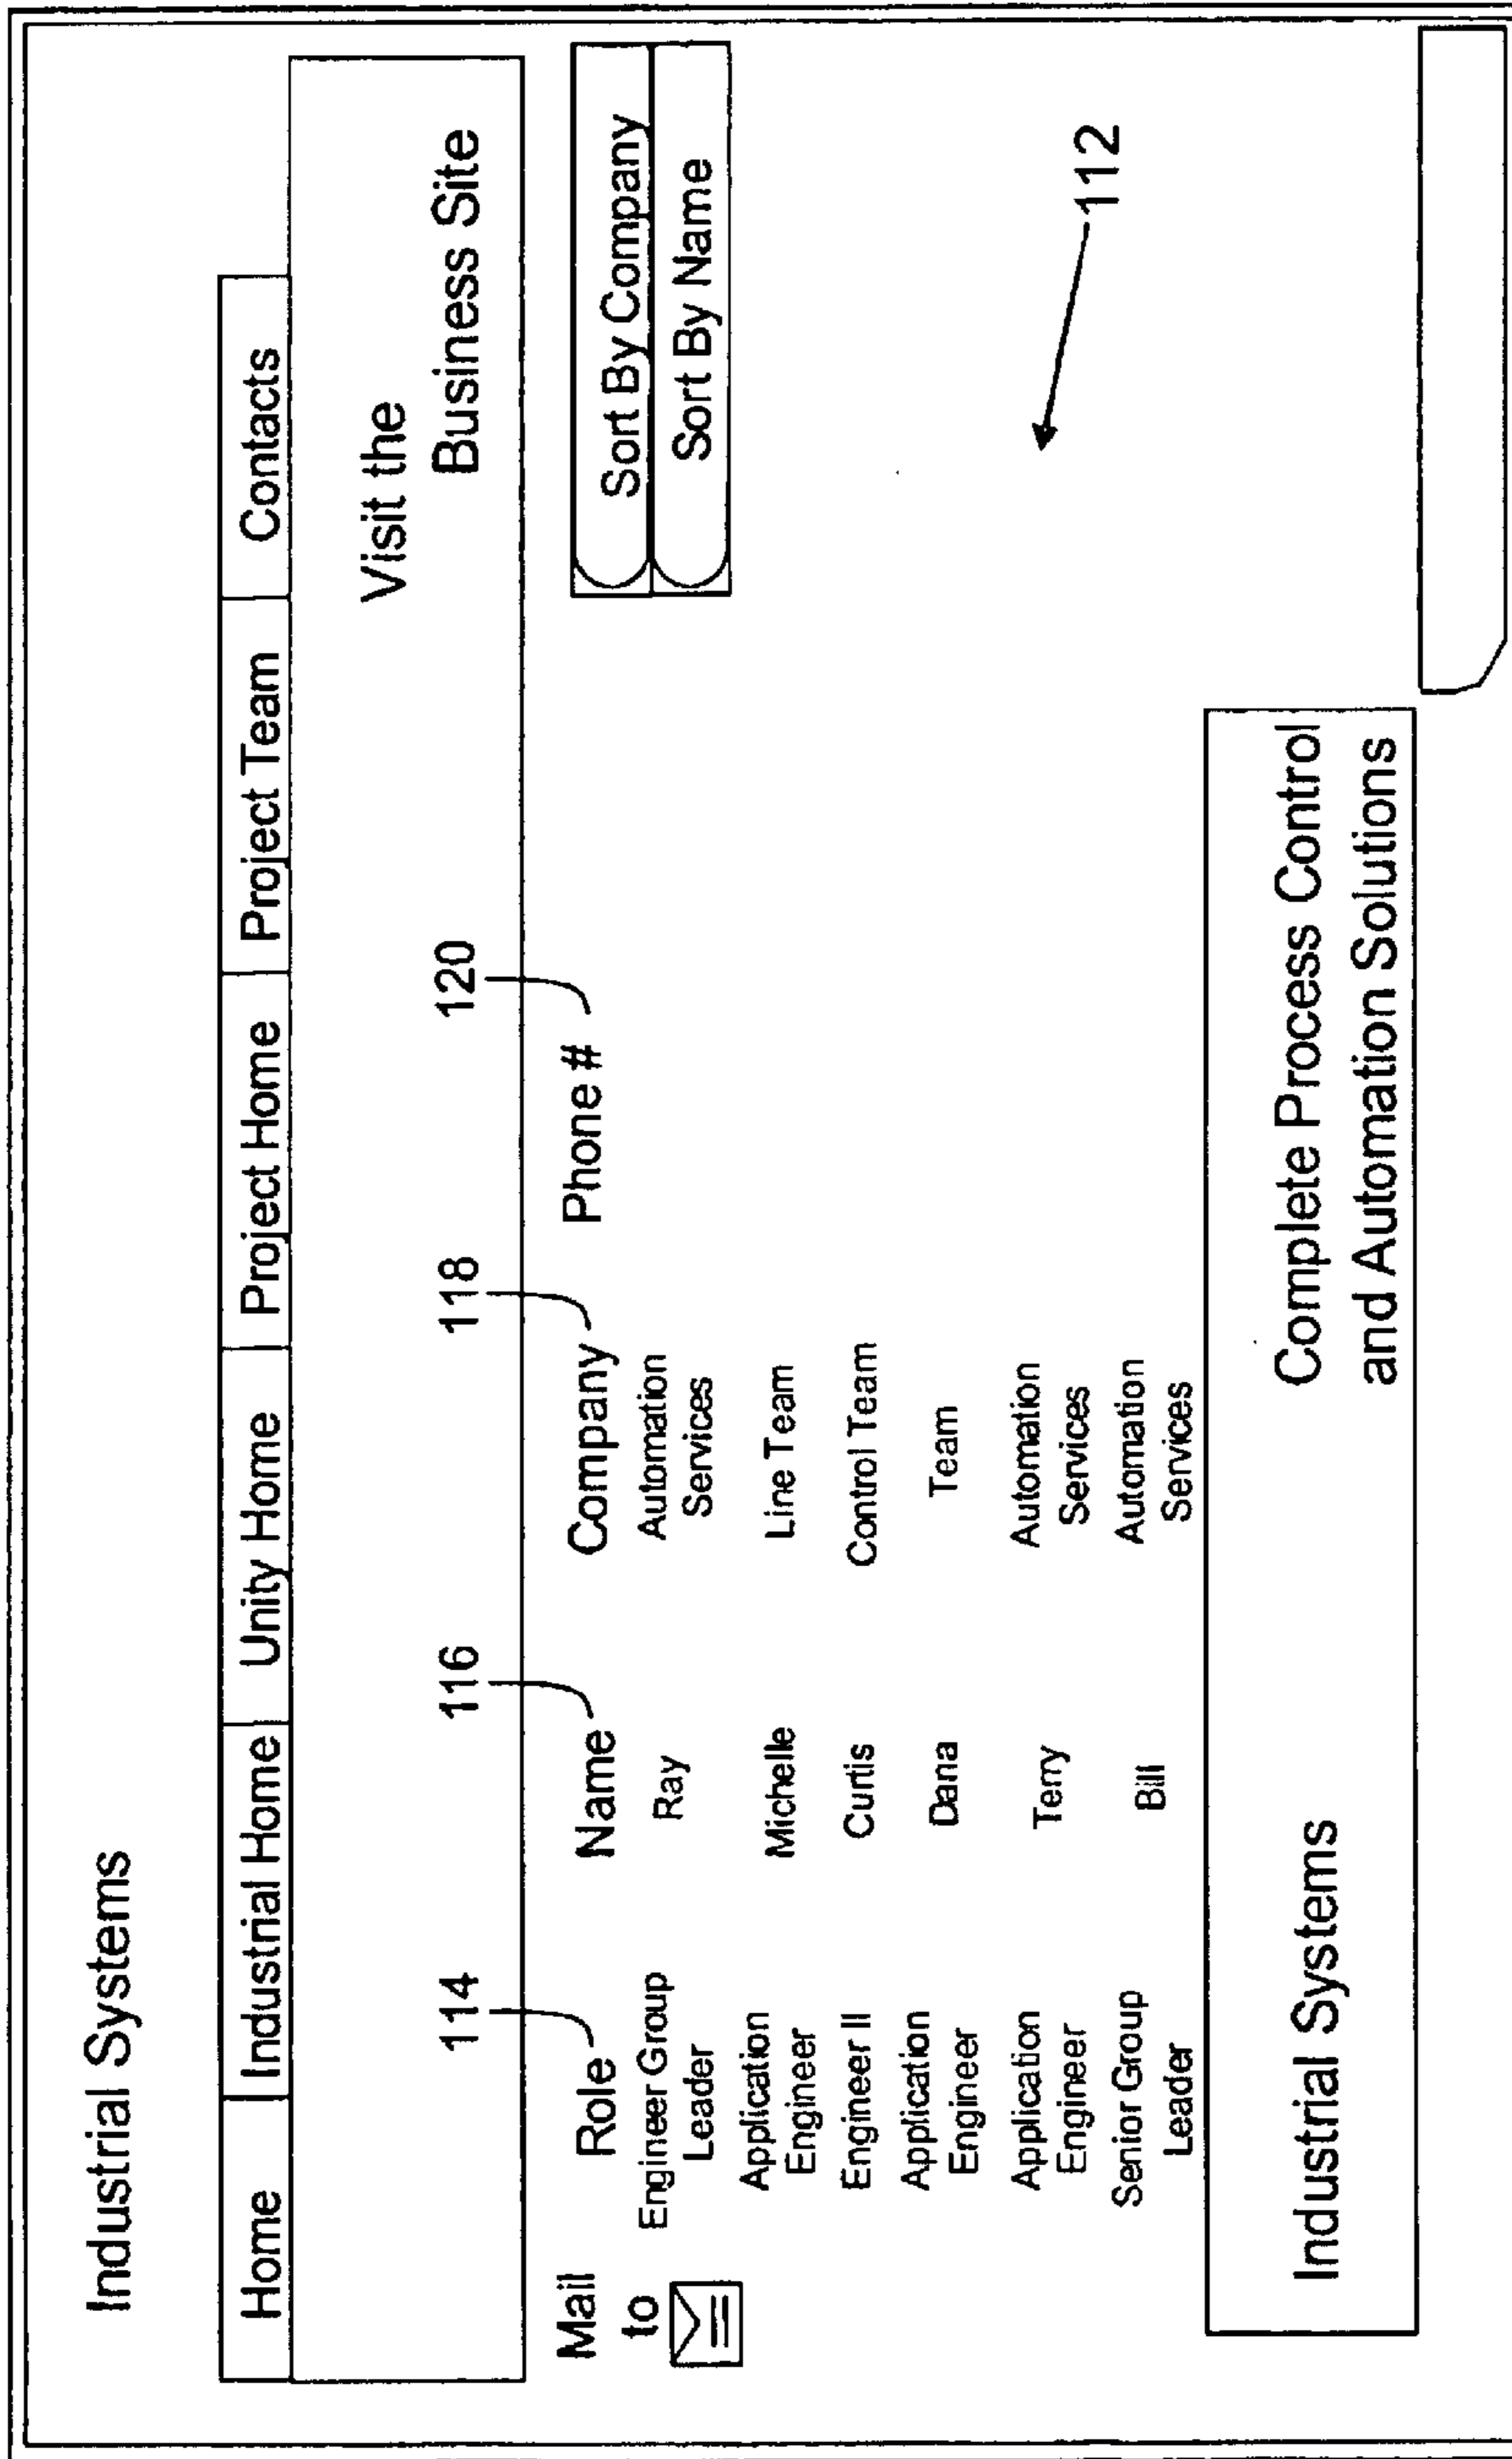 Industrial Systems
Home Industrial Home Unity Home Project Home Project Team Contacts
Visit the
Business Site
114 116 118 120
Mail to
Role Name Company Phone #
Sort By Company
Sort By Name
Engineer Group Leader Ray Automation Services
Application Engineer Michelle Line Team
Engineer II Curtis Control Team
Application Engineer Dana Team
Application Engineer Terry Automation Services
Senior Group Leader Bill Automation Services
112
Industrial Systems
Complete Process Control
and Automation Solutions